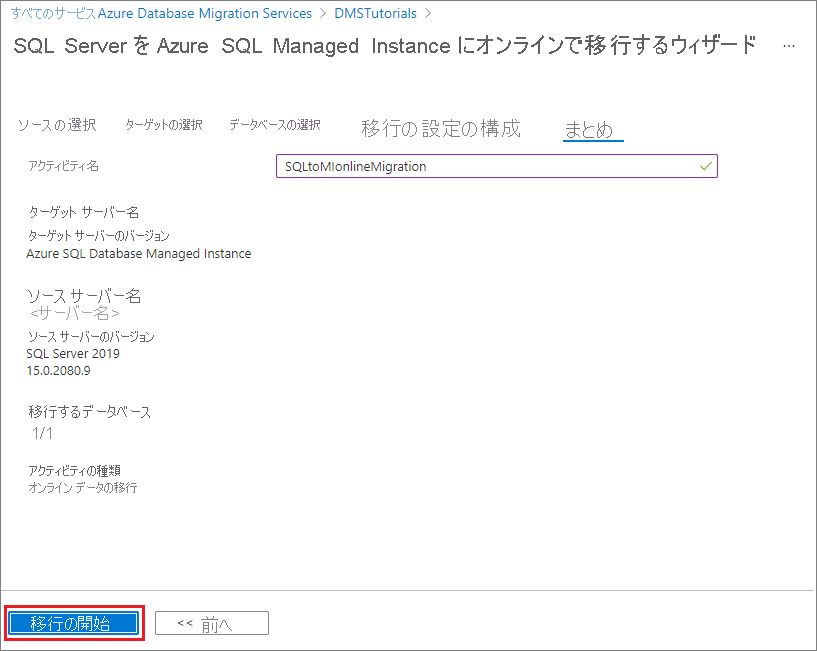 すべてのサービス Azure Database Migration Services > DMSTutorials >
SQL Server を Azure SQL Managed Instance にオンラインで移行するウィザード ...
ソースの選択 ターゲットの選択 データベースの選択 移行の設定の構成 まとめ
アクティビティ名 SQLtoMIonlineMigration
ターゲット サーバー名
ターゲット サーバーのバージョン
Azure SQL Database Managed Instance
ソース サーバー名
<サーバー名>
ソース サーバーのバージョン
SQL Server 2019
15.0.2080.9
移行するデータベース
1/1
アクティビティの種類
オンライン データの移行
移行の開始 << 前へ